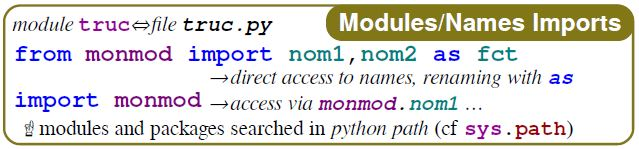 Modules/Names Imports
module truc⇔file truc.py
from monmod import nom1,nom2 as fct
→direct access to names, renaming with as
import monmod →access via monmod.nom1 …
☝ modules and packages searched in python path (cf sys.path)